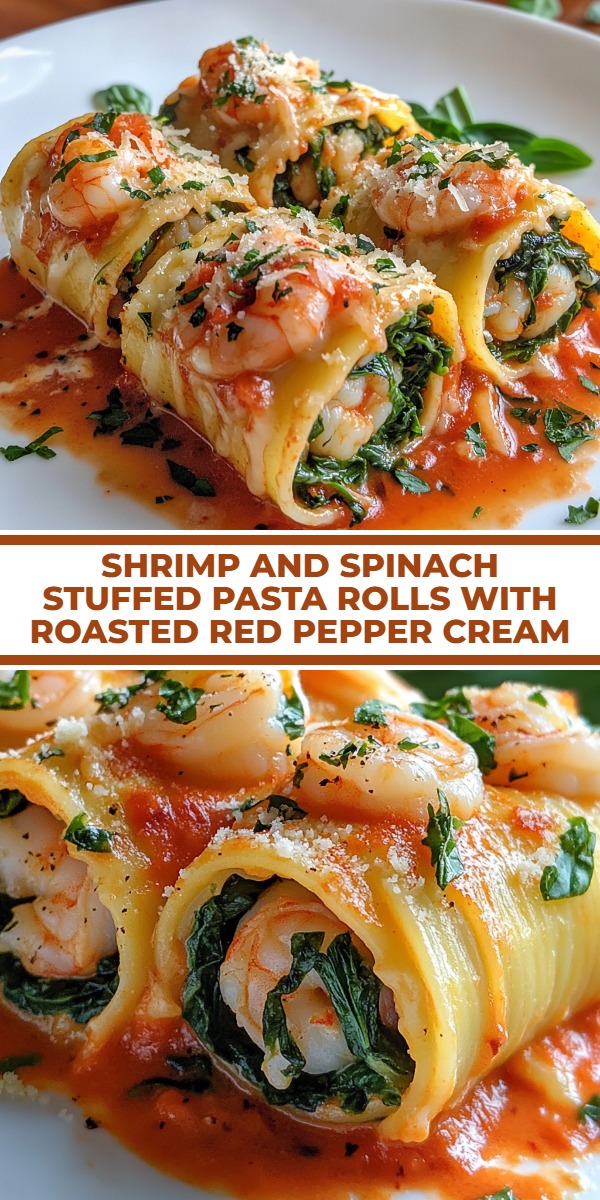 SHRIMP AND SPINACH
STUFFED PASTA ROLLS WITH
ROASTED RED PEPPER CREAM